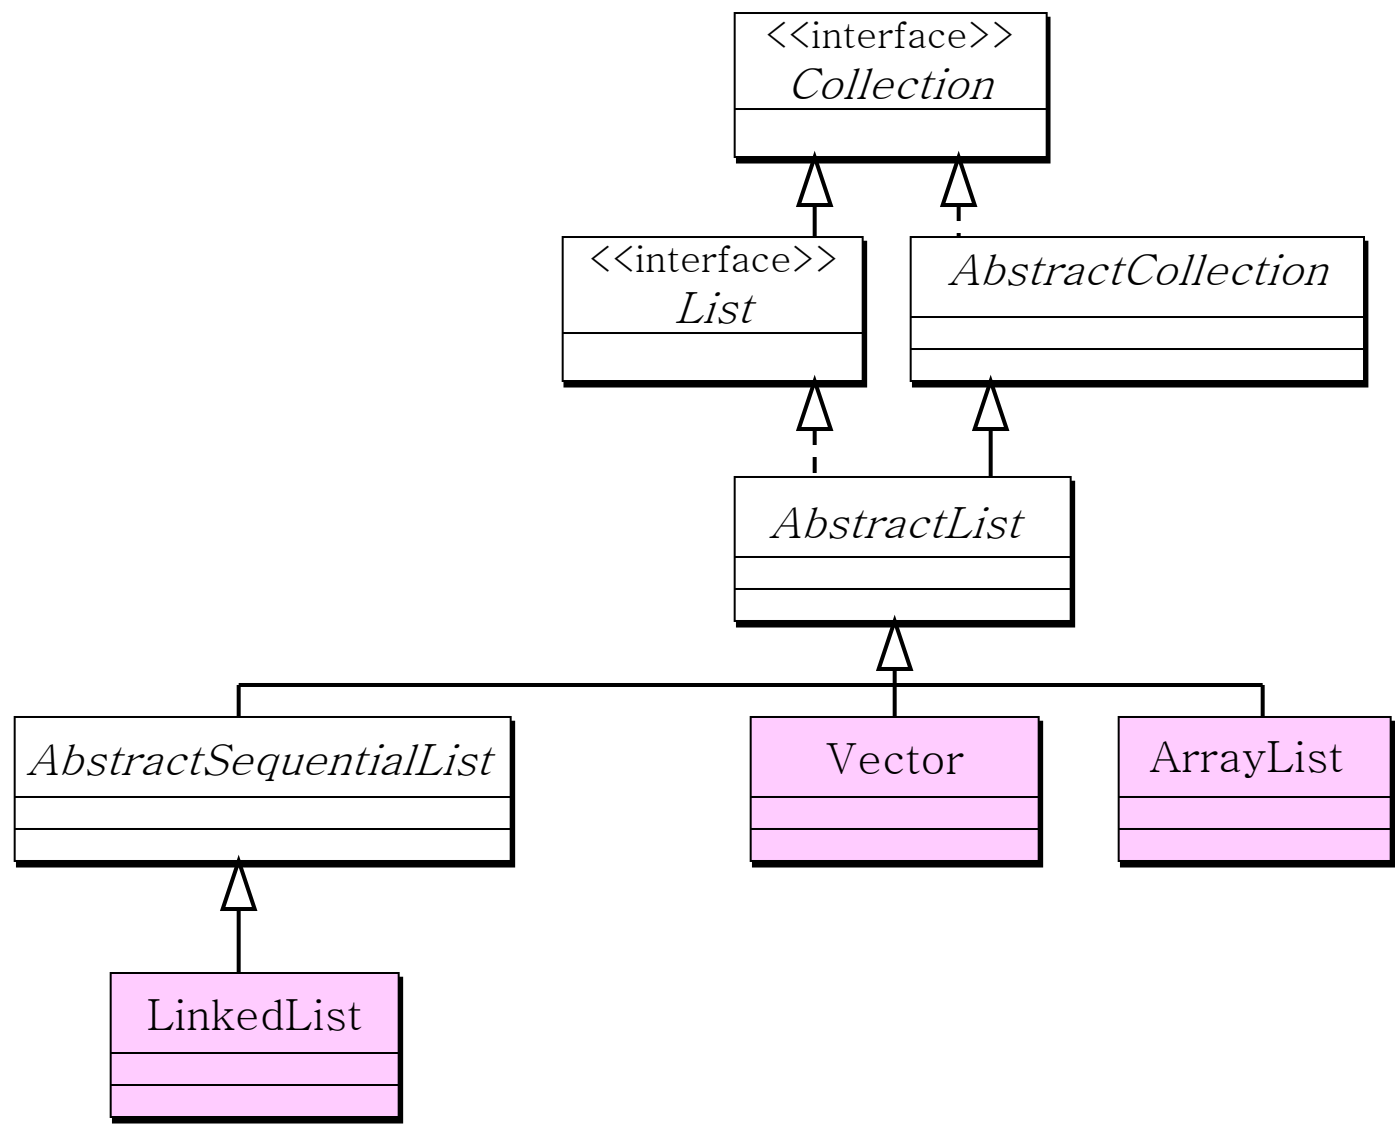 <<interface>>
Collection
<<interface>>
List
AbstractCollection
AbstractList
AbstractSequentialList
Vector
ArrayList
LinkedList